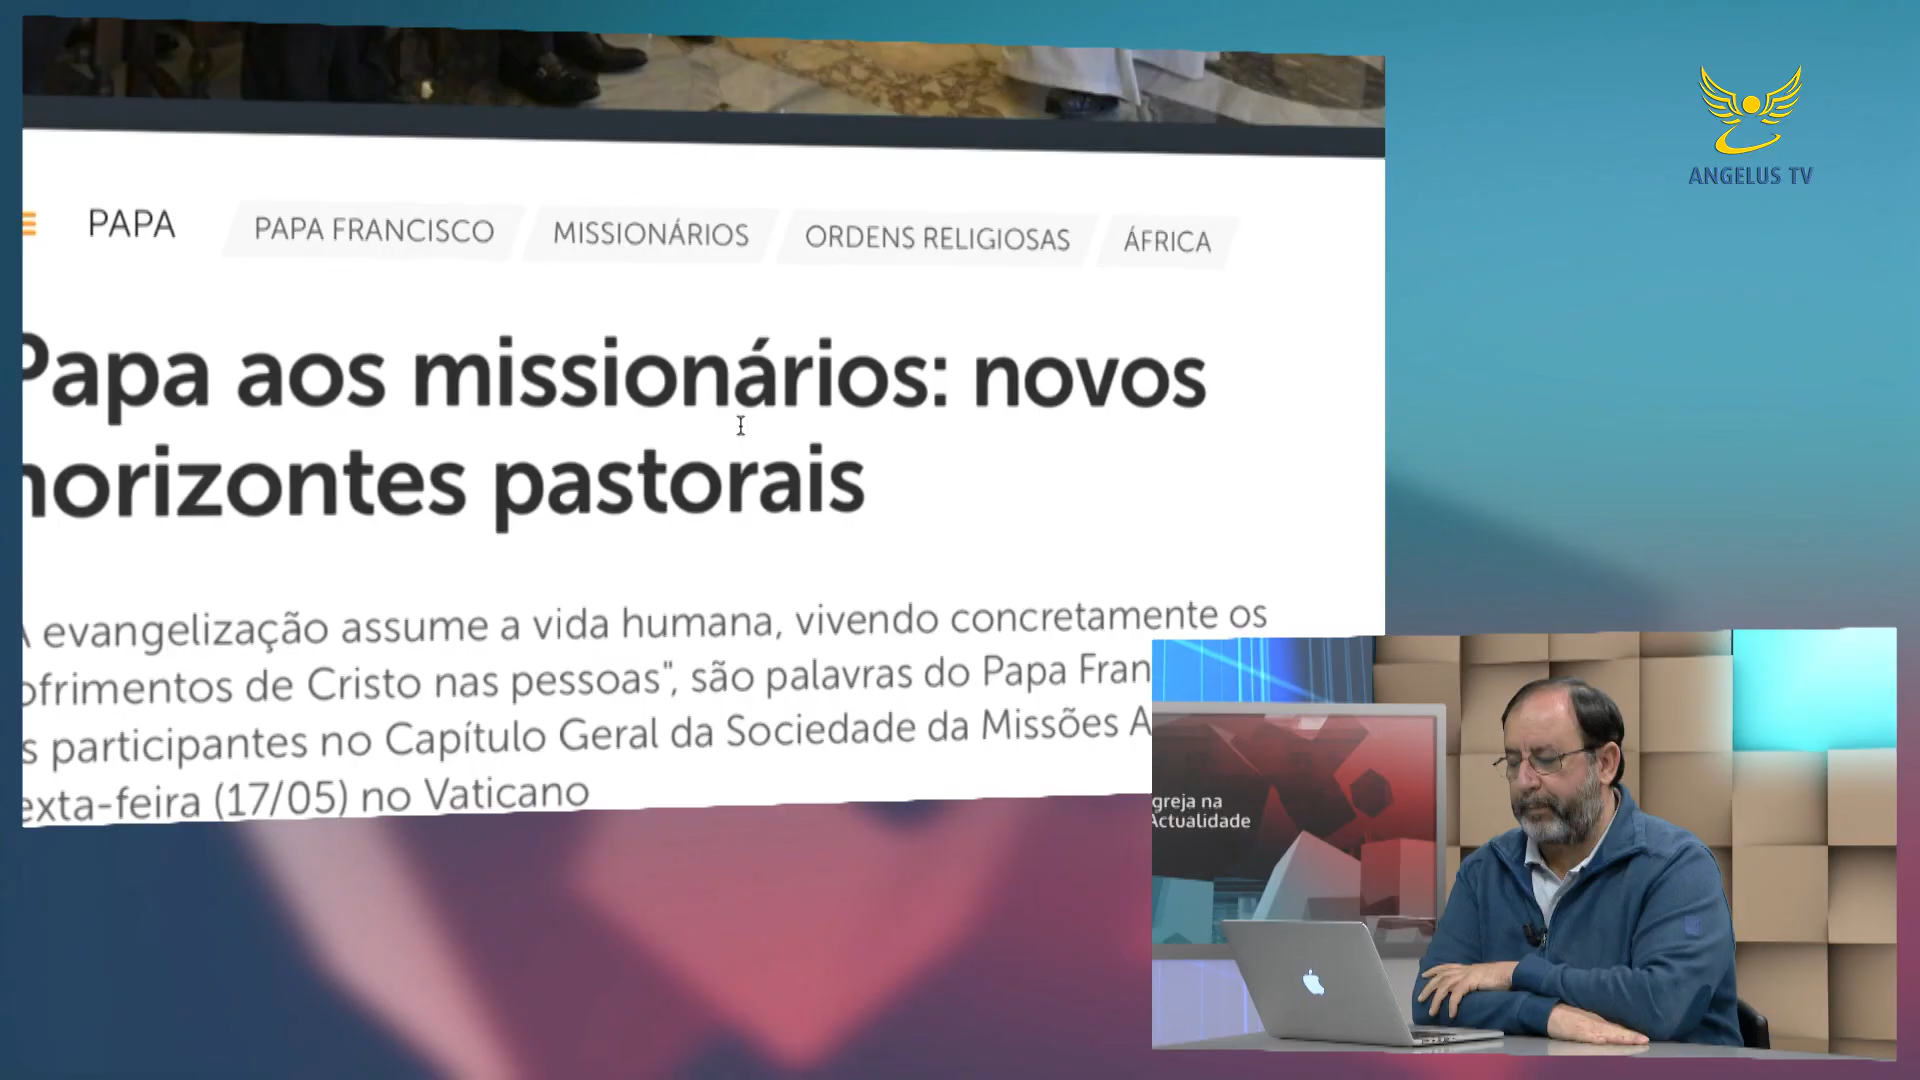 ANGELUS TV
PAPA PAPA FRANCISCO MISSIONÁRIOS ORDENS RELIGIOSAS ÁFRICA
Papa aos missionários: novos
horizontes pastorais
A evangelização assume a vida humana, vivendo concretamente os
ofrimentos de Cristo nas pessoas", são palavras do Papa Fran
s participantes no Capítulo Geral da Sociedade da Missões A
exta-feira (17/05) no Vaticano
greja na
Actualidade